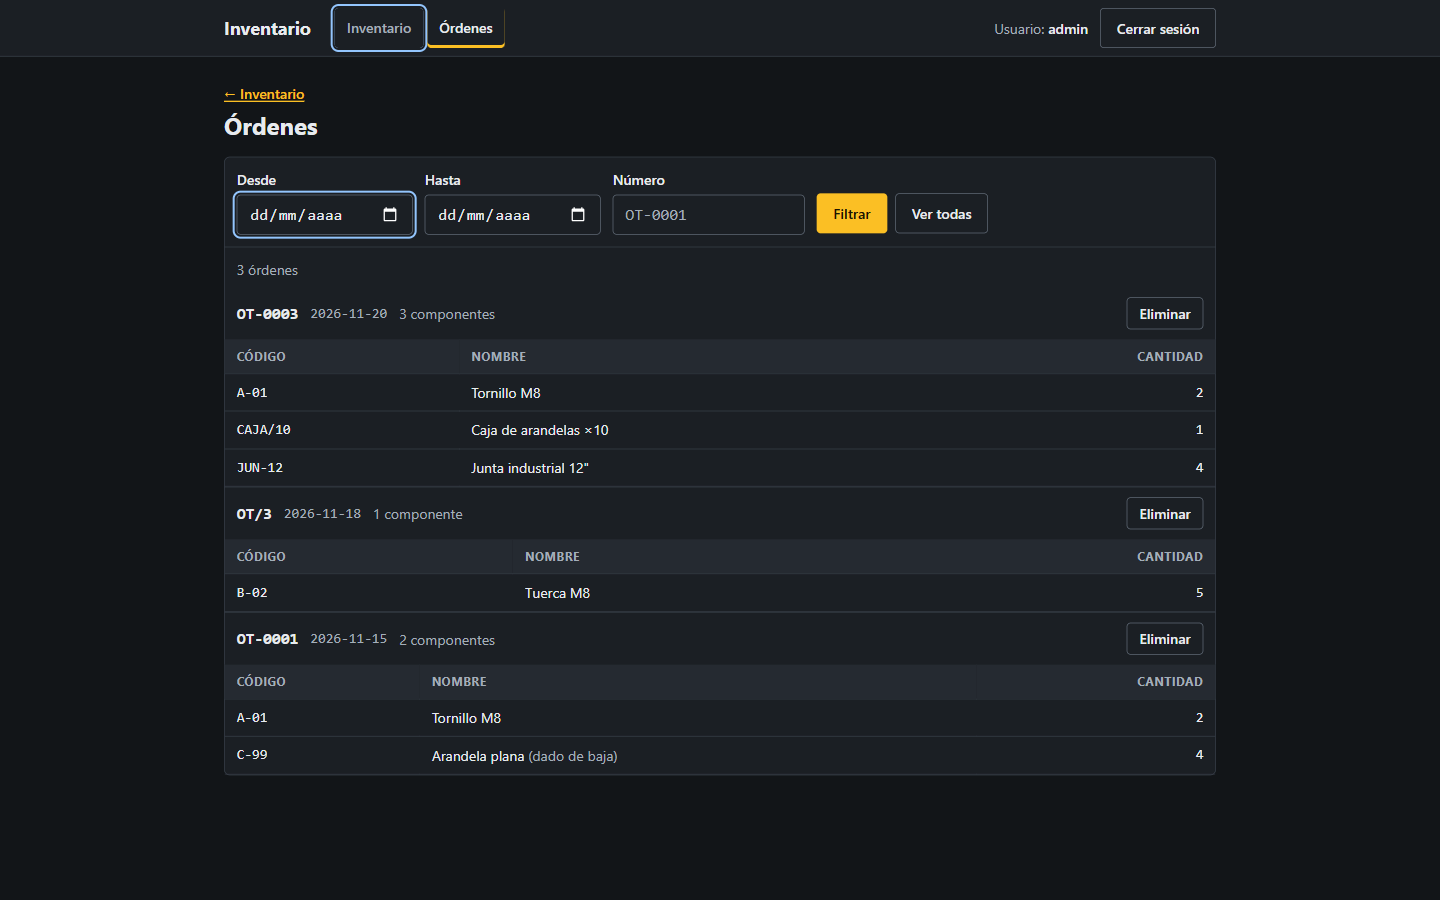 Inventario Inventario Órdenes Usuario: admin Cerrar sesión
← Inventario
Órdenes
Desde Hasta Número
dd/mm/aaaa dd/mm/aaaa OT-0001 Filtrar Ver todas
3 órdenes
OT-0003 2026-11-20 3 componentes Eliminar
CÓDIGO NOMBRE CANTIDAD
A-01 Tornillo M8 2
CAJA/10 Caja de arandelas ×10 1
JUN-12 Junta industrial 12" 4
OT/3 2026-11-18 1 componente Eliminar
CÓDIGO NOMBRE CANTIDAD
B-02 Tuerca M8 5
OT-0001 2026-11-15 2 componentes Eliminar
CÓDIGO NOMBRE CANTIDAD
A-01 Tornillo M8 2
C-99 Arandela plana (dado de baja) 4